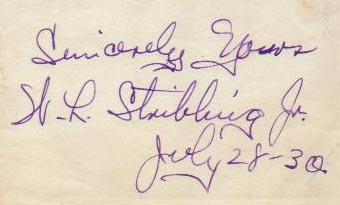 Sincerely Yours
W. L. Stribling Jr.
July 28-30